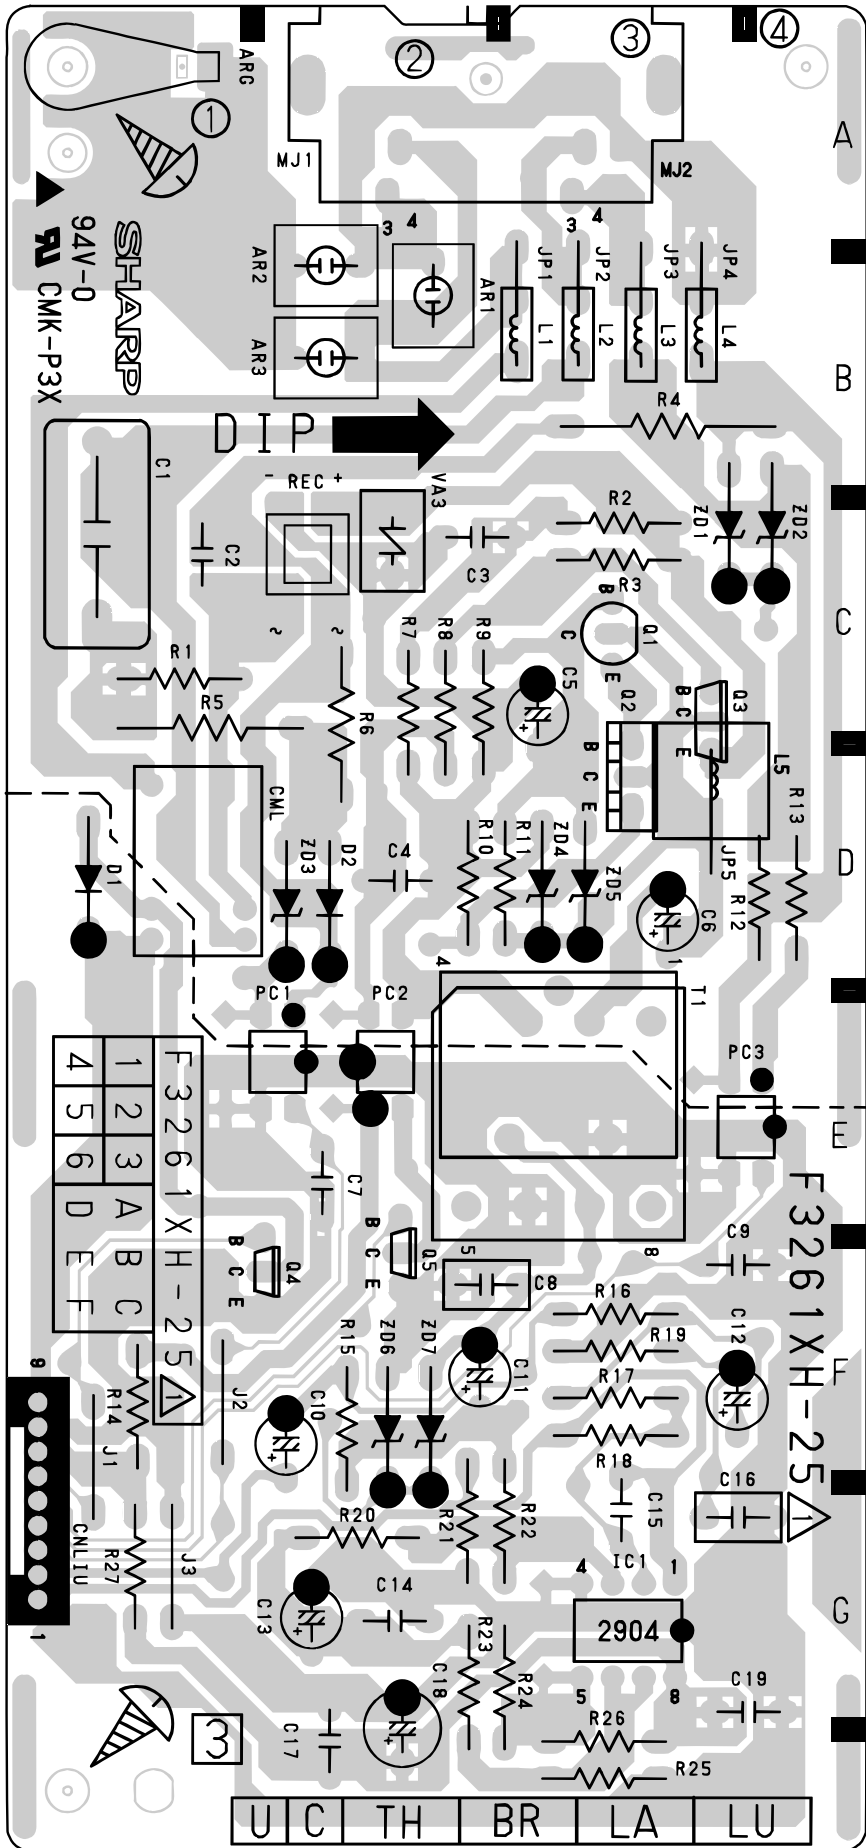 ARG
1
2
3
4
A
MJ1
MJ2
SHARP
94V-0
CMK-P3X
AR2
3 4
3 4
AR1
JP1
JP2
JP3
JP4
AR3
L1
L2
L3
L4
B
R4
DIP
C1
- REC +
VA3
C2
C3
R2
R3
ZD1
ZD2
~ ~
R7
R8
R9
C5
B
C
E
Q1
C
R1
R5
R6
Q2
B C E
Q3
B C E
L5
R13
CML
D1
ZD3
D2
C4
R10
R11
ZD4
ZD5
JP5
R12
C6
D
PC1
PC2
4
1
T1
PC3
E
F3261XH-25 1
1 2 3 A B C
4 5 6 D E F
C7
B C E
Q4
B C E
Q5
5
8
C8
C9
F3261XH-25 1
R16
R19
R17
R18
C12
F
R15
ZD6
ZD7
C11
C10
J2
9
R14
J1
CNLIU
R27
J3
1
R20
R21
R22
C15
C16
IC1
4
1
2904
5
8
C13
C14
R23
R24
G
C18
C17
C19
R26
R25
3
U C TH BR LA LU